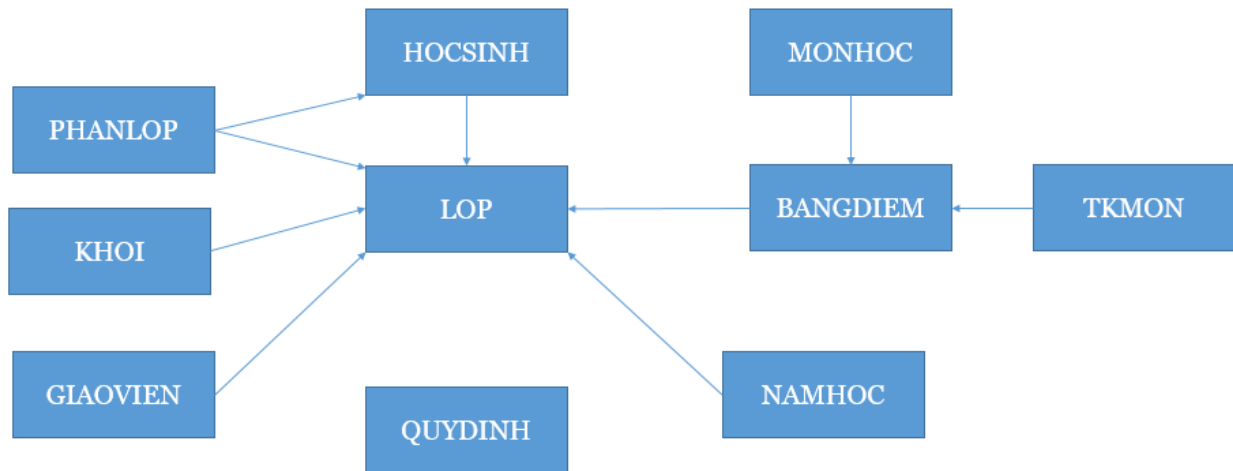 HOCSINH
MONHOC
PHANLOP
LOP
BANGDIEM
TKMON
KHOI
GIAOVIEN
NAMHOC
QUYDINH